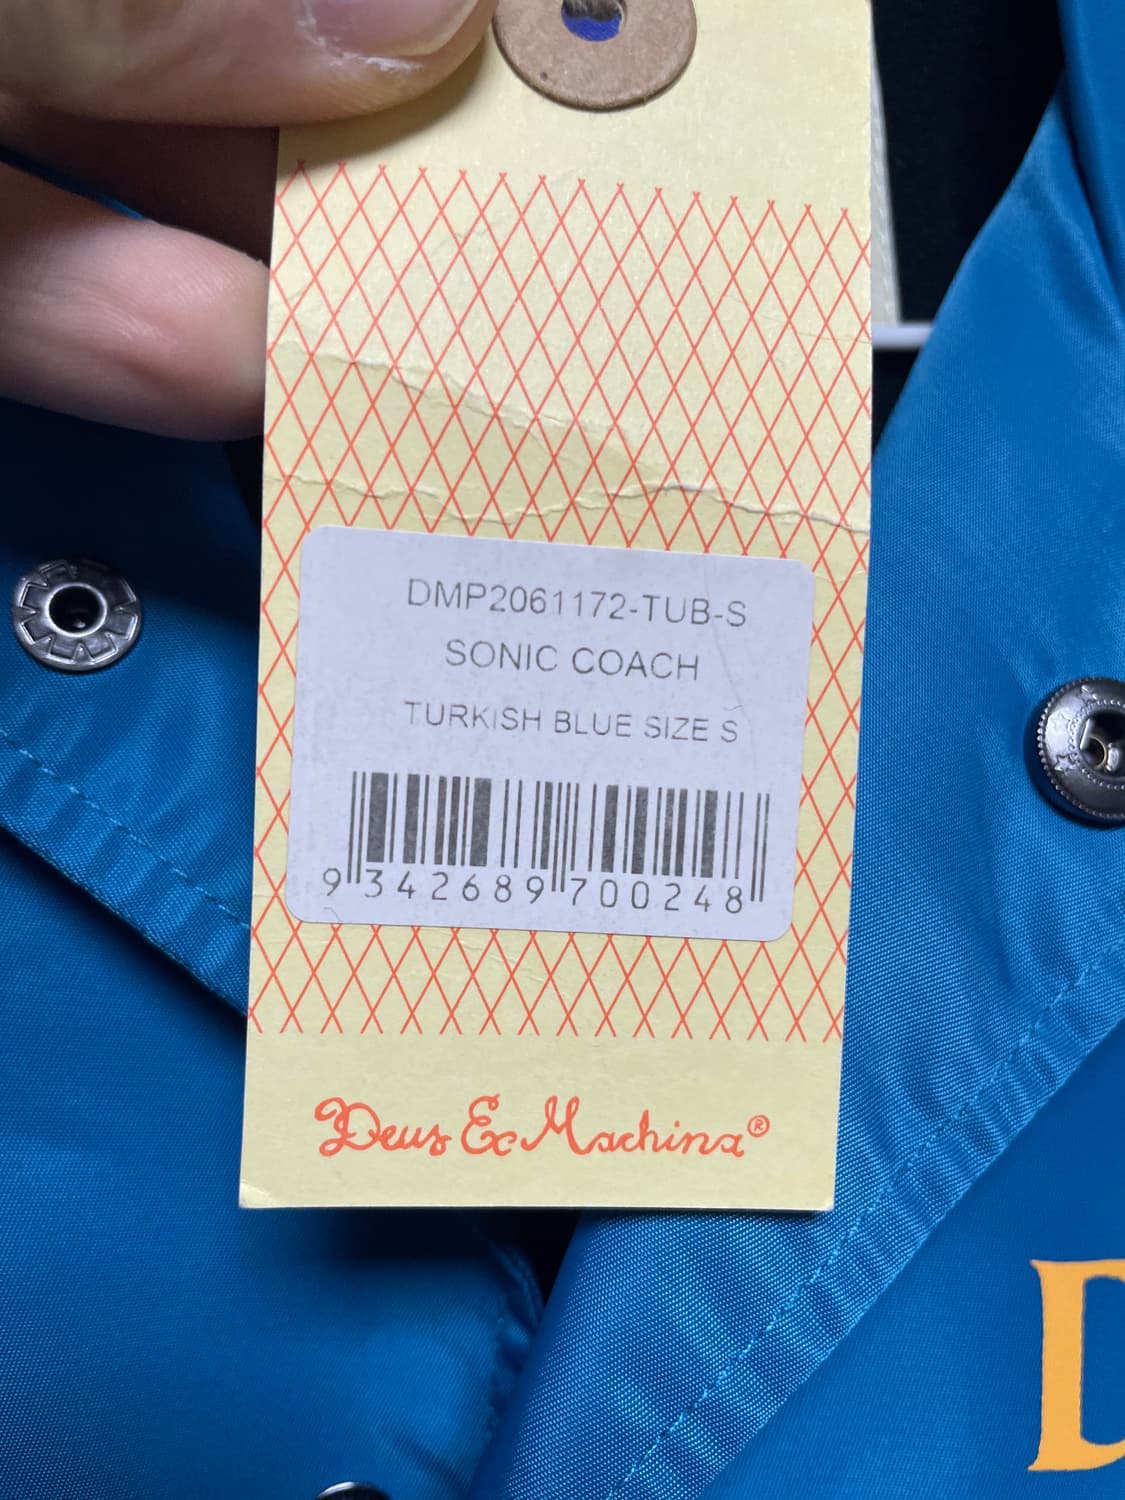 DMP2061172-TUB-S
SONIC COACH
TURKISH BLUE SIZE S
9 342689 700248
Deus Ex Machina®
D